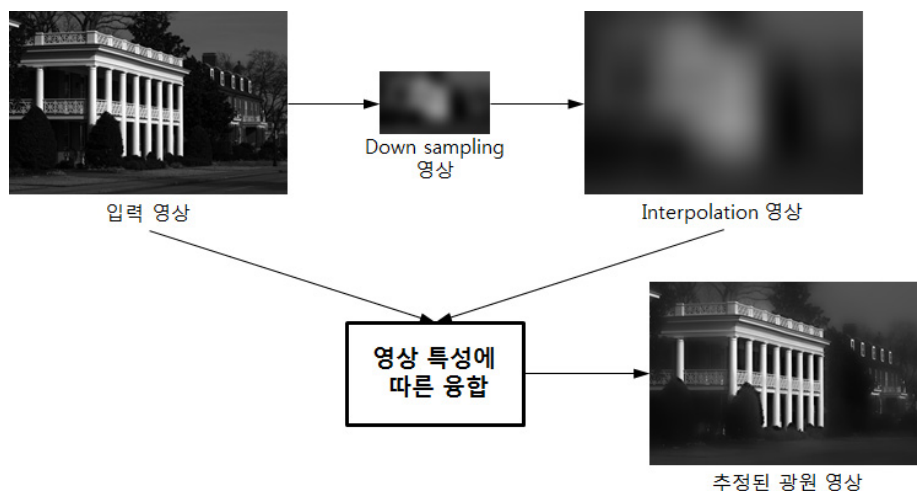 입력 영상
Down sampling
영상
Interpolation 영상
영상 특성에
따른 융합
추정된 광원 영상